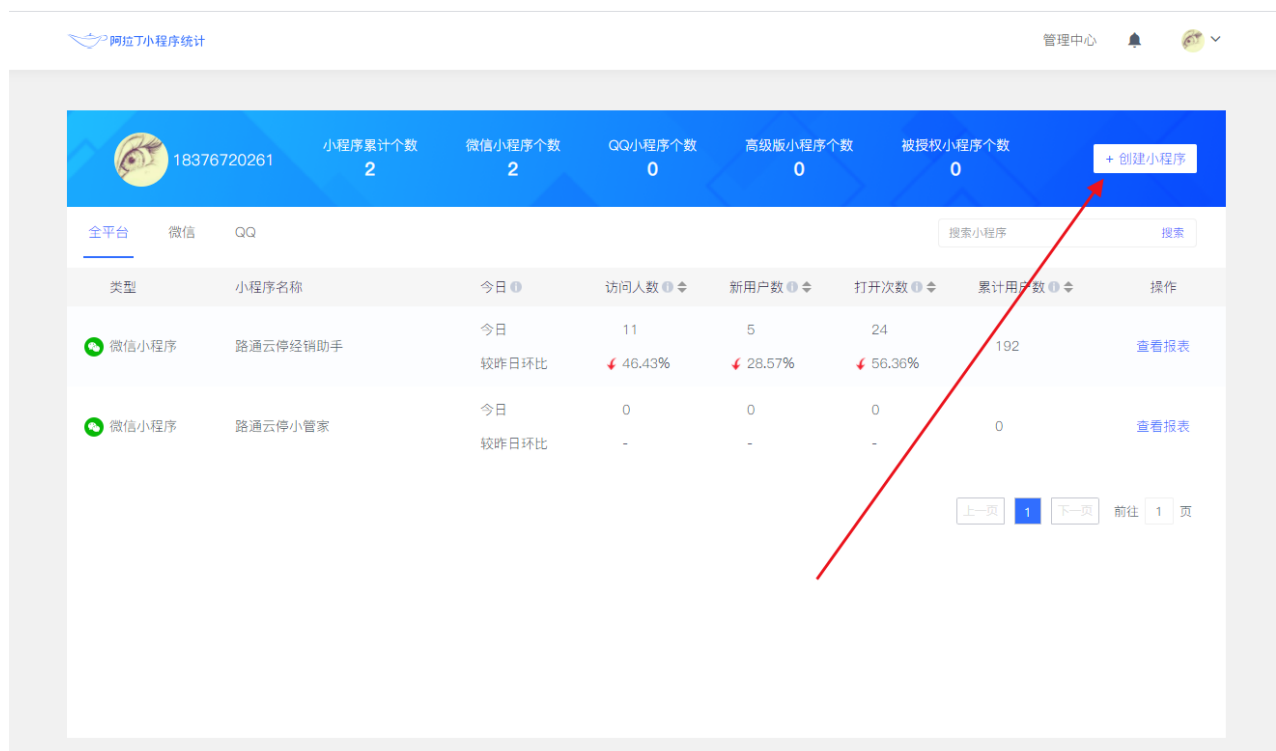 阿拉丁小程序统计
管理中心
18376720261
小程序累计个数
2
微信小程序个数
2
QQ小程序个数
0
高级版小程序个数
0
被授权小程序个数
0
+ 创建小程序
全平台 微信 QQ
搜索小程序 搜索
类型 小程序名称 今日 访问人数 新用户数 打开次数 累计用户数 操作
微信小程序 路通云停经销助手 今日 11 5 24 192 查看报表
较昨日环比 46.43% 28.57% 56.36%
微信小程序 路通云停小管家 今日 0 0 0 0 查看报表
较昨日环比 - - -
上一页 1 下一页 前往 1 页